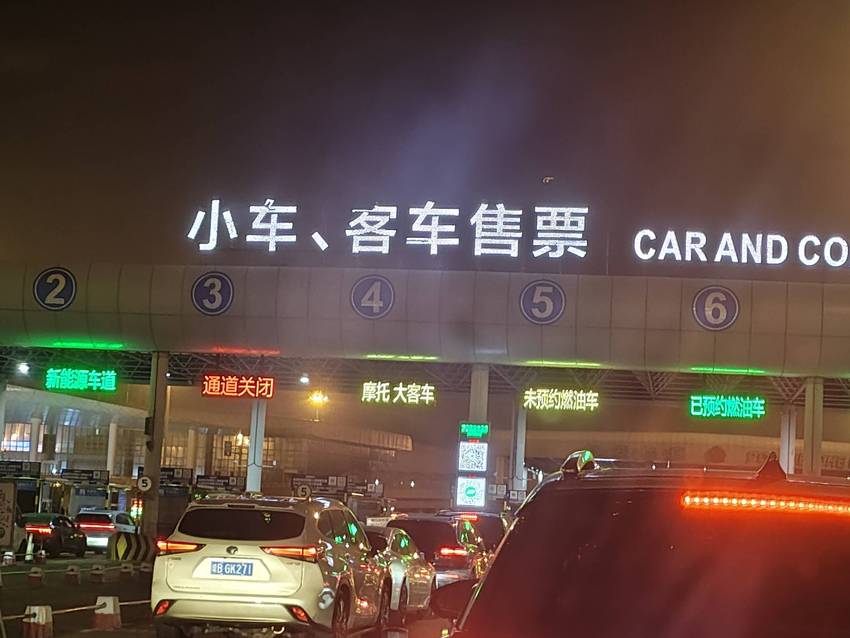 小车、客车售票
CAR AND CO
2
3
4
5
6
新能源车道
通道关闭
摩托 大客车
未预约燃油车
已预约燃油车
5
5
B GK271